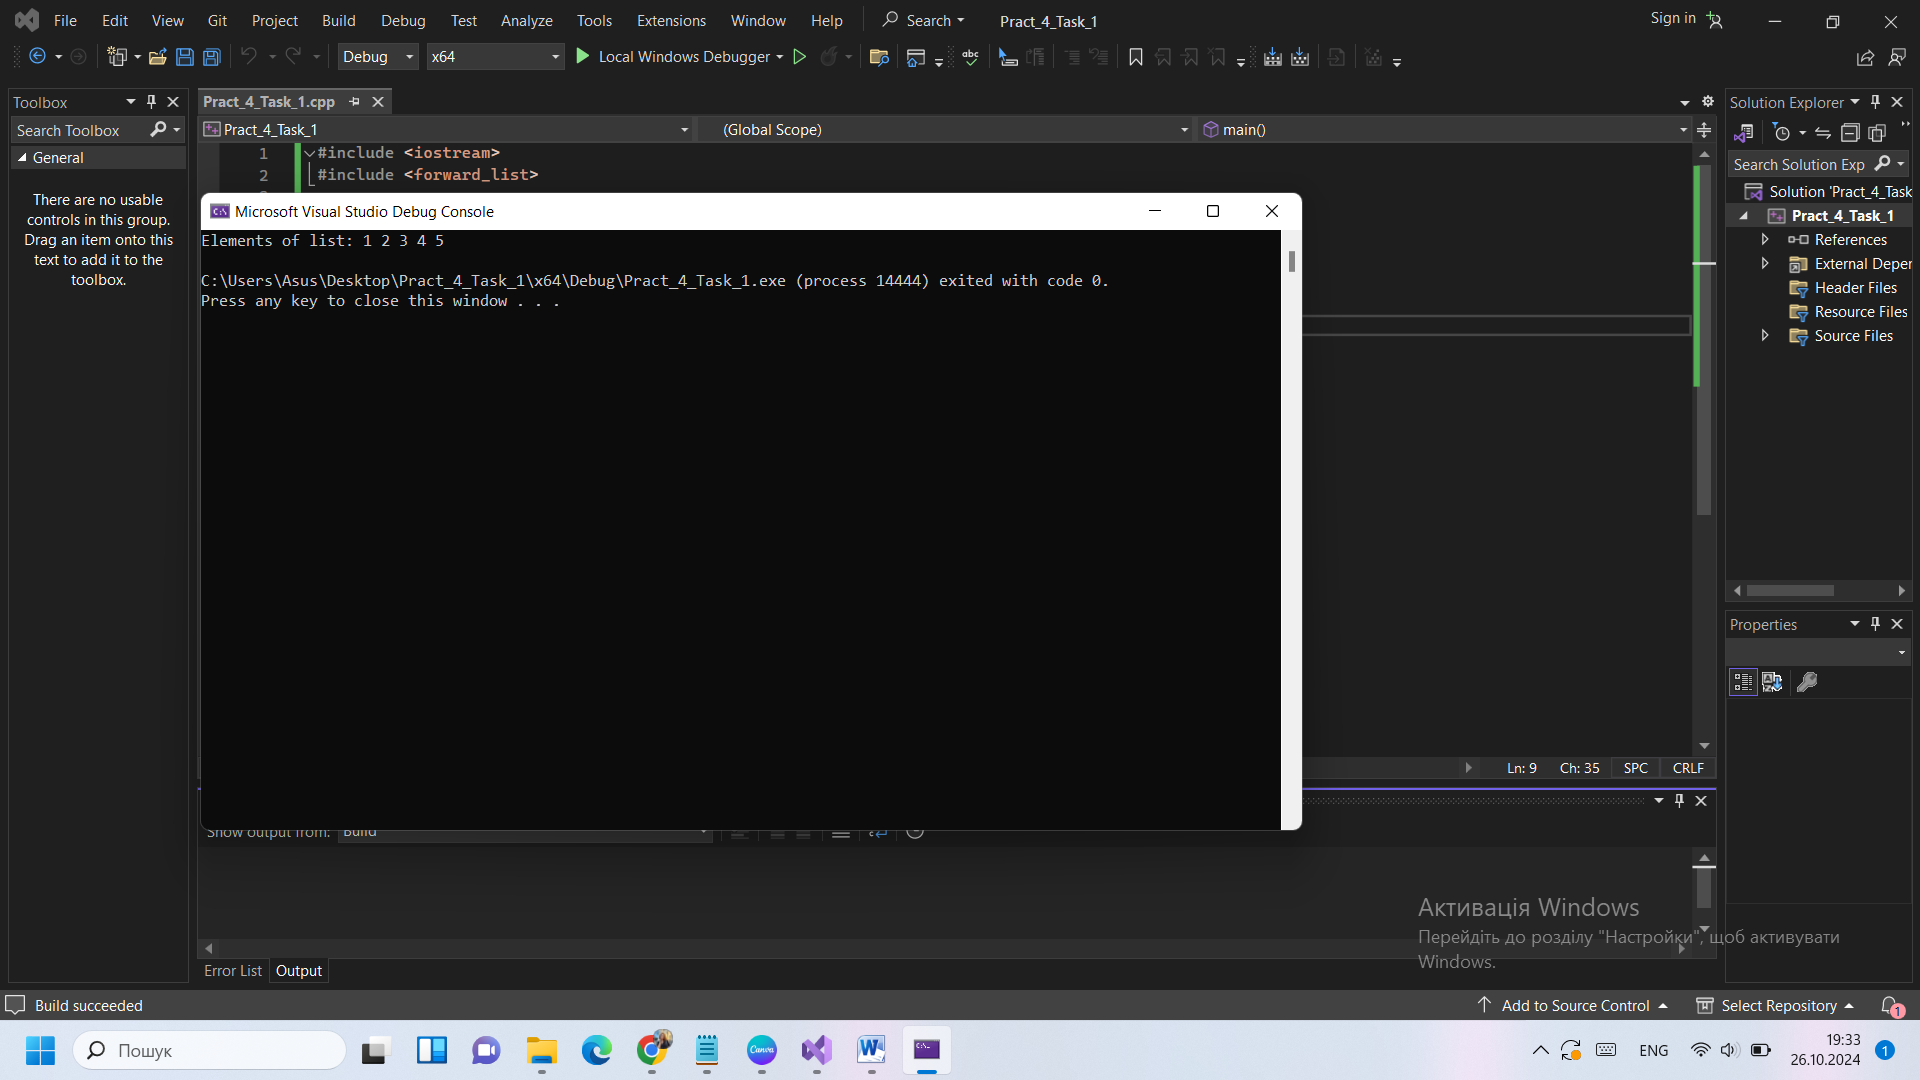 File Edit View Git Project Build Debug Test Analyze Tools Extensions Window Help Search Pract_4_Task_1 Sign in
Debug x64 Local Windows Debugger
Toolbox
Search Toolbox
General
There are no usable
controls in this group.
Drag an item onto this
text to add it to the
toolbox.
Pract_4_Task_1.cpp
Pract_4_Task_1 (Global Scope) main()
1 #include <iostream>
2 #include <forward_list>
Microsoft Visual Studio Debug Console
Elements of list: 1 2 3 4 5
C:\Users\Asus\Desktop\Pract_4_Task_1\x64\Debug\Pract_4_Task_1.exe (process 14444) exited with code 0.
Press any key to close this window . . .
Ln: 9 Ch: 35 SPC CRLF
Show output from: Build
Error List Output
Solution Explorer
Search Solution Exp
Solution 'Pract_4_Task
Pract_4_Task_1
References
External Deper
Header Files
Resource Files
Source Files
Properties
Активація Windows
Перейдіть до розділу "Настройки", щоб активувати
Windows.
Build succeeded Add to Source Control Select Repository 1
Пошук Canva ENG 19:33
26.10.2024 1